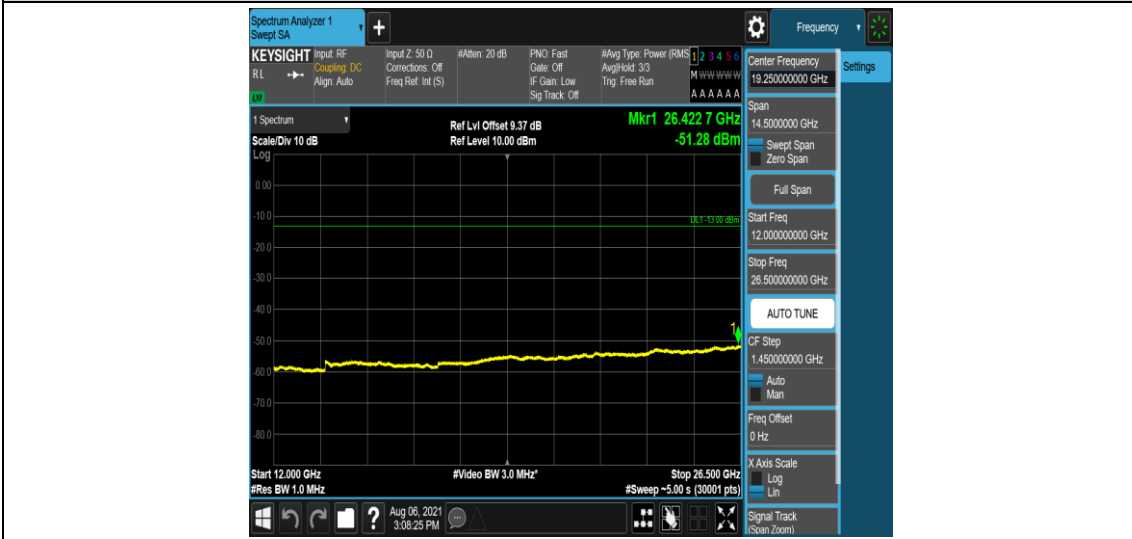 Spectrum Analyzer 1
Swept SA
+
Frequency
KEYSIGHT
RL
Input: RF
Coupling: DC
Align: Auto
Input Z: 50 Ω
Corrections: Off
Freq Ref: Int (S)
#Atten: 20 dB
PNO: Fast
Gate: Off
IF Gain: Low
Sig Track: Off
#Avg Type: Power (RMS
Avg|Hold: 3/3
Trig: Free Run
1 2 3 4 5 6
M W W W W W
A A A A A A
1 Spectrum
Scale/Div 10 dB
Log
Ref Lvl Offset 9.37 dB
Ref Level 10.00 dBm
Mkr1 26.422 7 GHz
-51.28 dBm
0.00
-10.0
DL1 -13.00 dBm
-20.0
-30.0
-40.0
1
-50.0
-60.0
-70.0
-80.0
Start 12.000 GHz
#Res BW 1.0 MHz
#Video BW 3.0 MHz*
Stop 26.500 GHz
#Sweep ~5.00 s (30001 pts)
Center Frequency
19.250000000 GHz
Settings
Span
14.5000000 GHz
Swept Span
Zero Span
Full Span
Start Freq
12.000000000 GHz
Stop Freq
26.500000000 GHz
AUTO TUNE
CF Step
1.450000000 GHz
Auto
Man
Freq Offset
0 Hz
X Axis Scale
Log
Lin
Signal Track
(Span Zoom)
?
Aug 06, 2021
3:08:25 PM